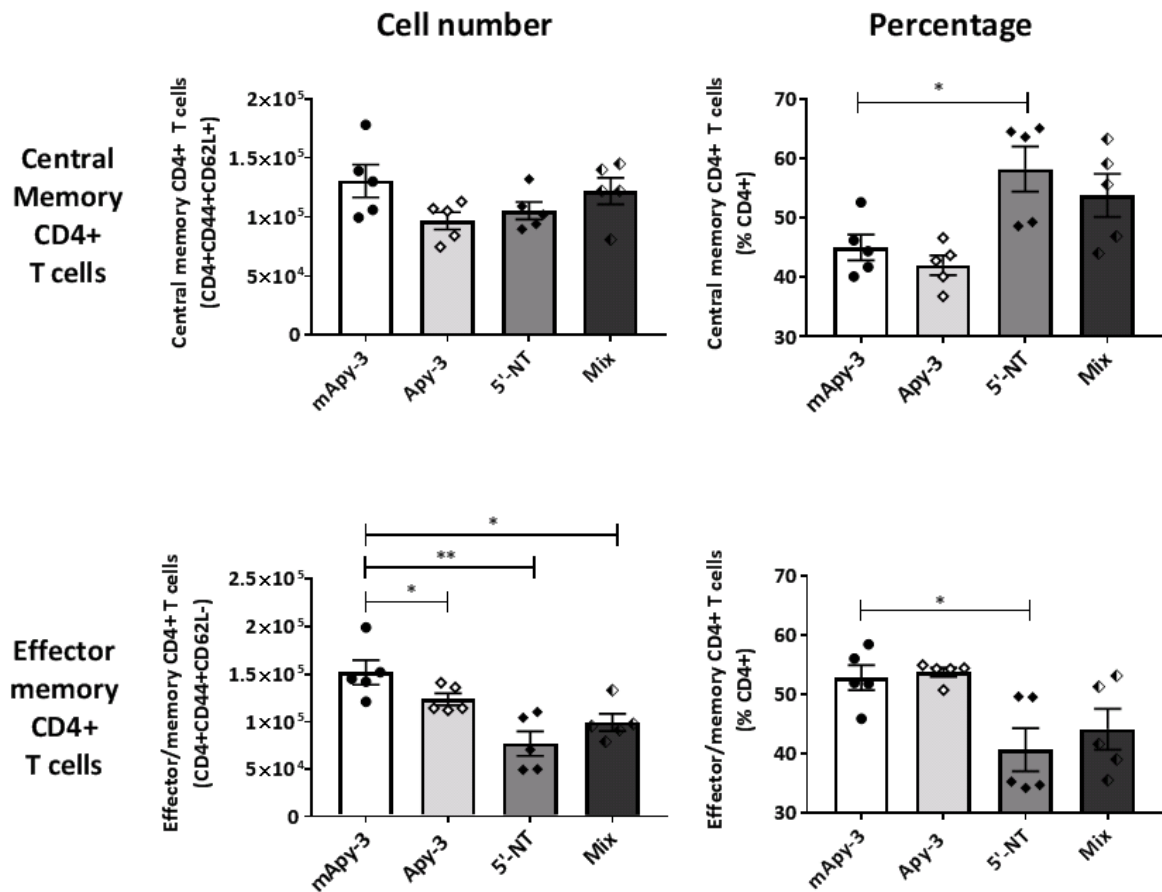 Cell number
Percentage
Central
Memory
CD4+
T cells
Central memory CD4+ T cells
(CD4+CD44+CD62L+)
2×10⁵
1.5×10⁵
1×10⁵
5×10⁴
0
mApy-3
Apy-3
5'-NT
Mix
Central memory CD4+ T cells
(% CD4+)
70
60
50
40
30
*
mApy-3
Apy-3
5'-NT
Mix
Effector
memory
CD4+
T cells
Effector/memory CD4+ T cells
(CD4+CD44+CD62L-)
2.5×10⁵
2×10⁵
1.5×10⁵
1×10⁵
5×10⁴
0
*
**
*
mApy-3
Apy-3
5'-NT
Mix
Effector/memory CD4+ T cells
(% CD4+)
70
60
50
40
30
*
mApy-3
Apy-3
5'-NT
Mix